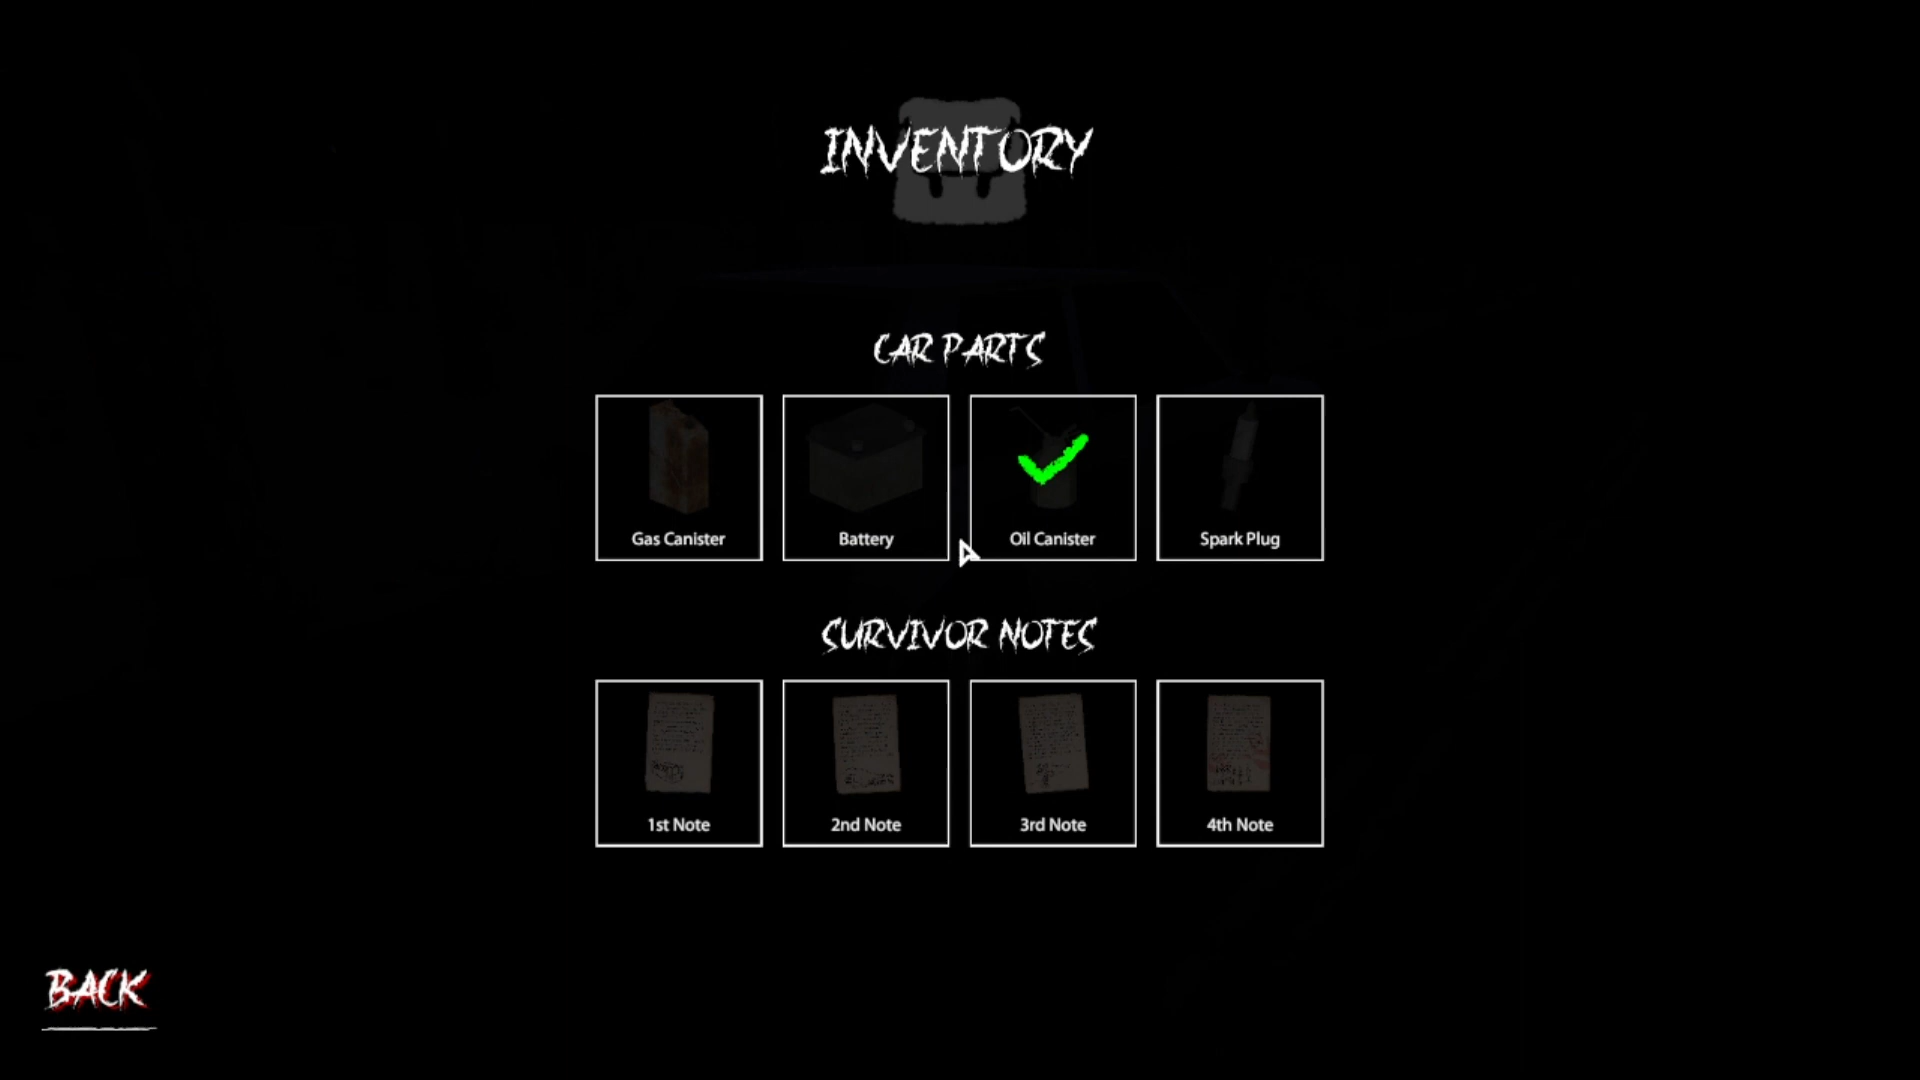 INVENTORY
CAR PARTS
Gas Canister
Battery
Oil Canister
Spark Plug
SURVIVOR NOTES
1st Note
2nd Note
3rd Note
4th Note
BACK